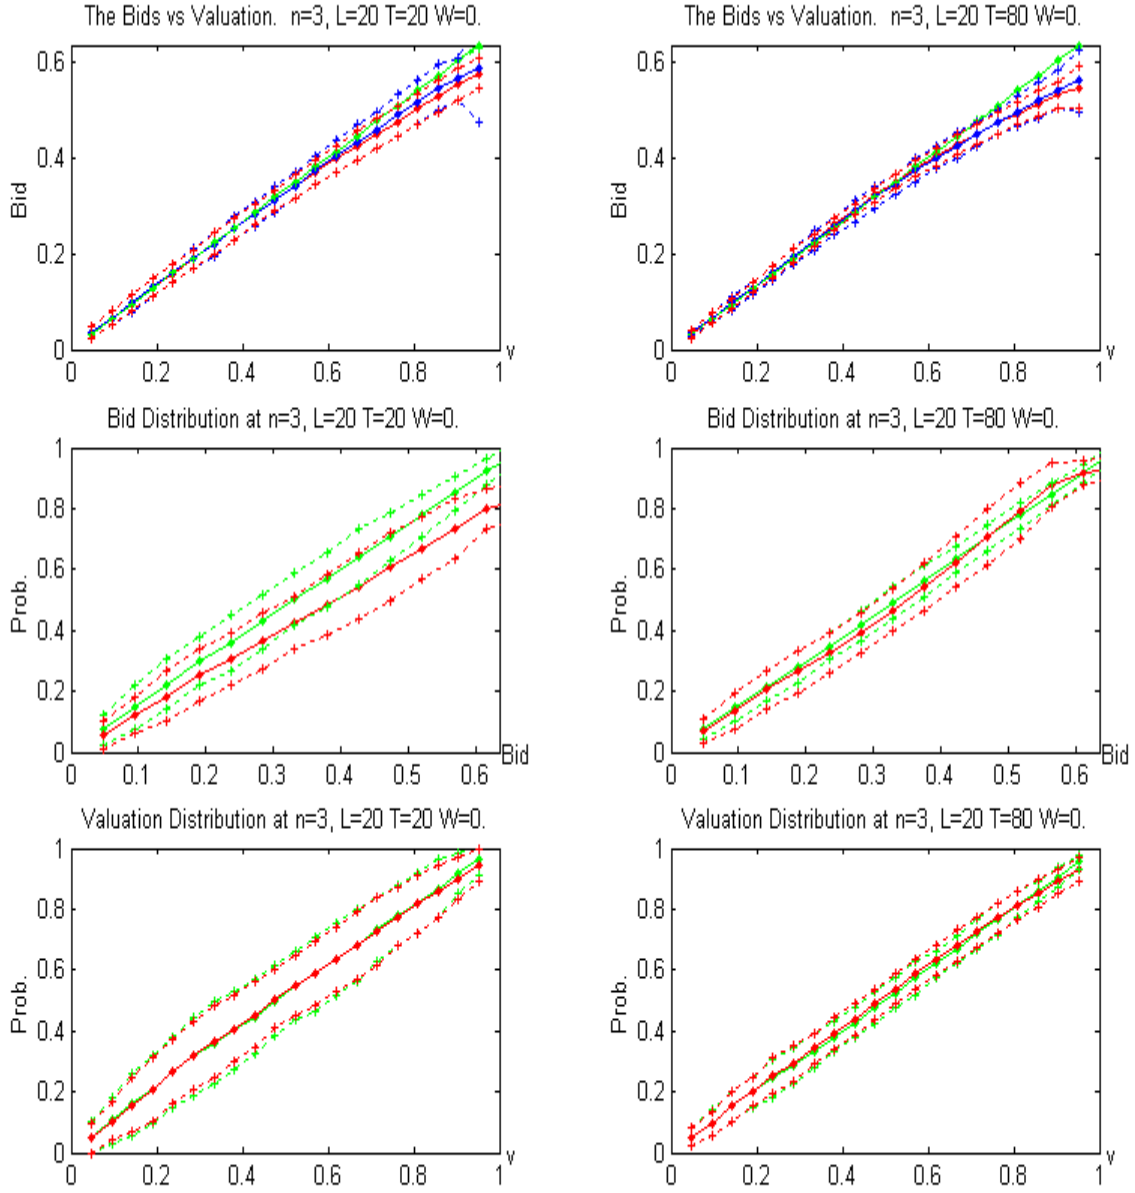 The Bids vs Valuation. n=3, L=20 T=20 W=0.
0.6
0.4
0.2
0
Bid
0 0.2 0.4 0.6 0.8 1
v
The Bids vs Valuation. n=3, L=20 T=80 W=0.
0.6
0.4
0.2
0
Bid
0 0.2 0.4 0.6 0.8 1
v
Bid Distribution at n=3, L=20 T=20 W=0.
1
0.8
0.6
0.4
0.2
0
Prob.
0 0.1 0.2 0.3 0.4 0.5 0.6
Bid
Bid Distribution at n=3, L=20 T=80 W=0.
1
0.8
0.6
0.4
0.2
0
Prob.
0 0.1 0.2 0.3 0.4 0.5 0.6
Bid
Valuation Distribution at n=3, L=20 T=20 W=0.
1
0.8
0.6
0.4
0.2
0
Prob.
0 0.2 0.4 0.6 0.8 1
v
Valuation Distribution at n=3, L=20 T=80 W=0.
1
0.8
0.6
0.4
0.2
0
Prob.
0 0.2 0.4 0.6 0.8 1
v